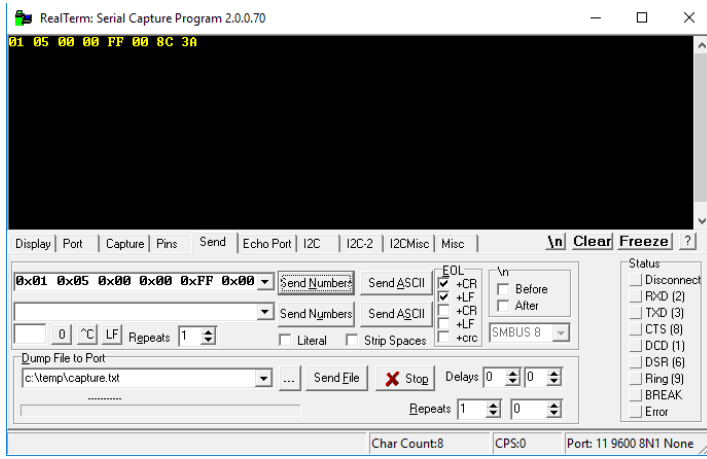 RealTerm: Serial Capture Program 2.0.0.70
01 05 00 00 FF 00 8C 3A
Display Port Capture Pins Send Echo Port I2C I2C-2 I2CMisc Misc \n Clear Freeze ?
0x01 0x05 0x00 0x00 0xFF 0x00 Send Numbers Send ASCII
EOL
+CR
+LF
+CR
+LF
+crc
\n
Before
After
Send Numbers Send ASCII
0 ^C LF Repeats 1
Literal Strip Spaces
SMBUS 8
Dump File to Port
c:\temp\capture.txt ... Send File X Stop Delays 0 0
Repeats 1 0
Status
Disconnect
RXD (2)
TXD (3)
CTS (8)
DCD (1)
DSR (6)
Ring (9)
BREAK
Error
Char Count:8 CPS:0 Port: 11 9600 8N1 None